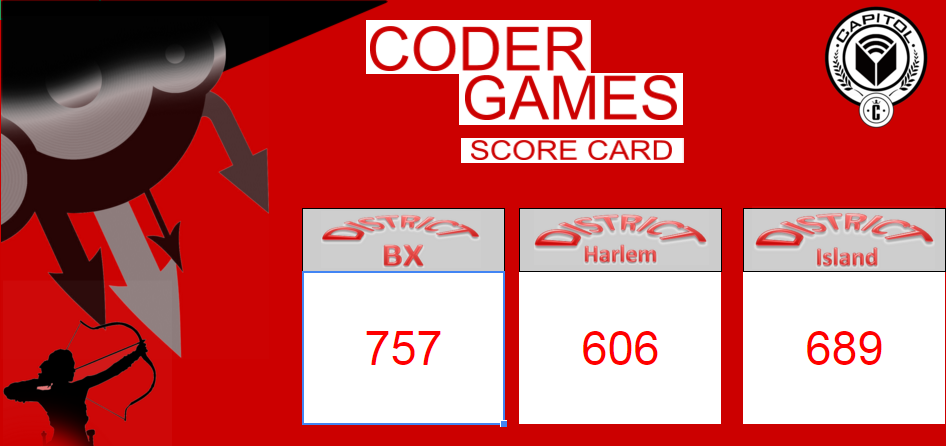 CODER
GAMES
SCORE CARD
CAPITOL
C
DISTRICT
BX
DISTRICT
Harlem
DISTRICT
Island
757
606
689